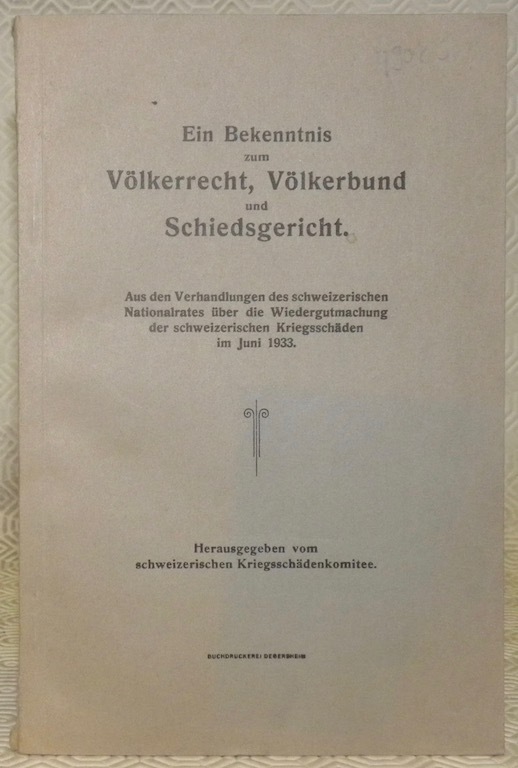 Ein Bekenntnis
zum
Völkerrecht, Völkerbund
und
Schiedsgericht.
Aus den Verhandlungen des schweizerischen
Nationalrates über die Wiedergutmachung
der schweizerischen Kriegsschäden
im Juni 1933.
Herausgegeben vom
schweizerischen Kriegsschädenkomitee.
BUCHDRUCKEREI DEGERSHEIM